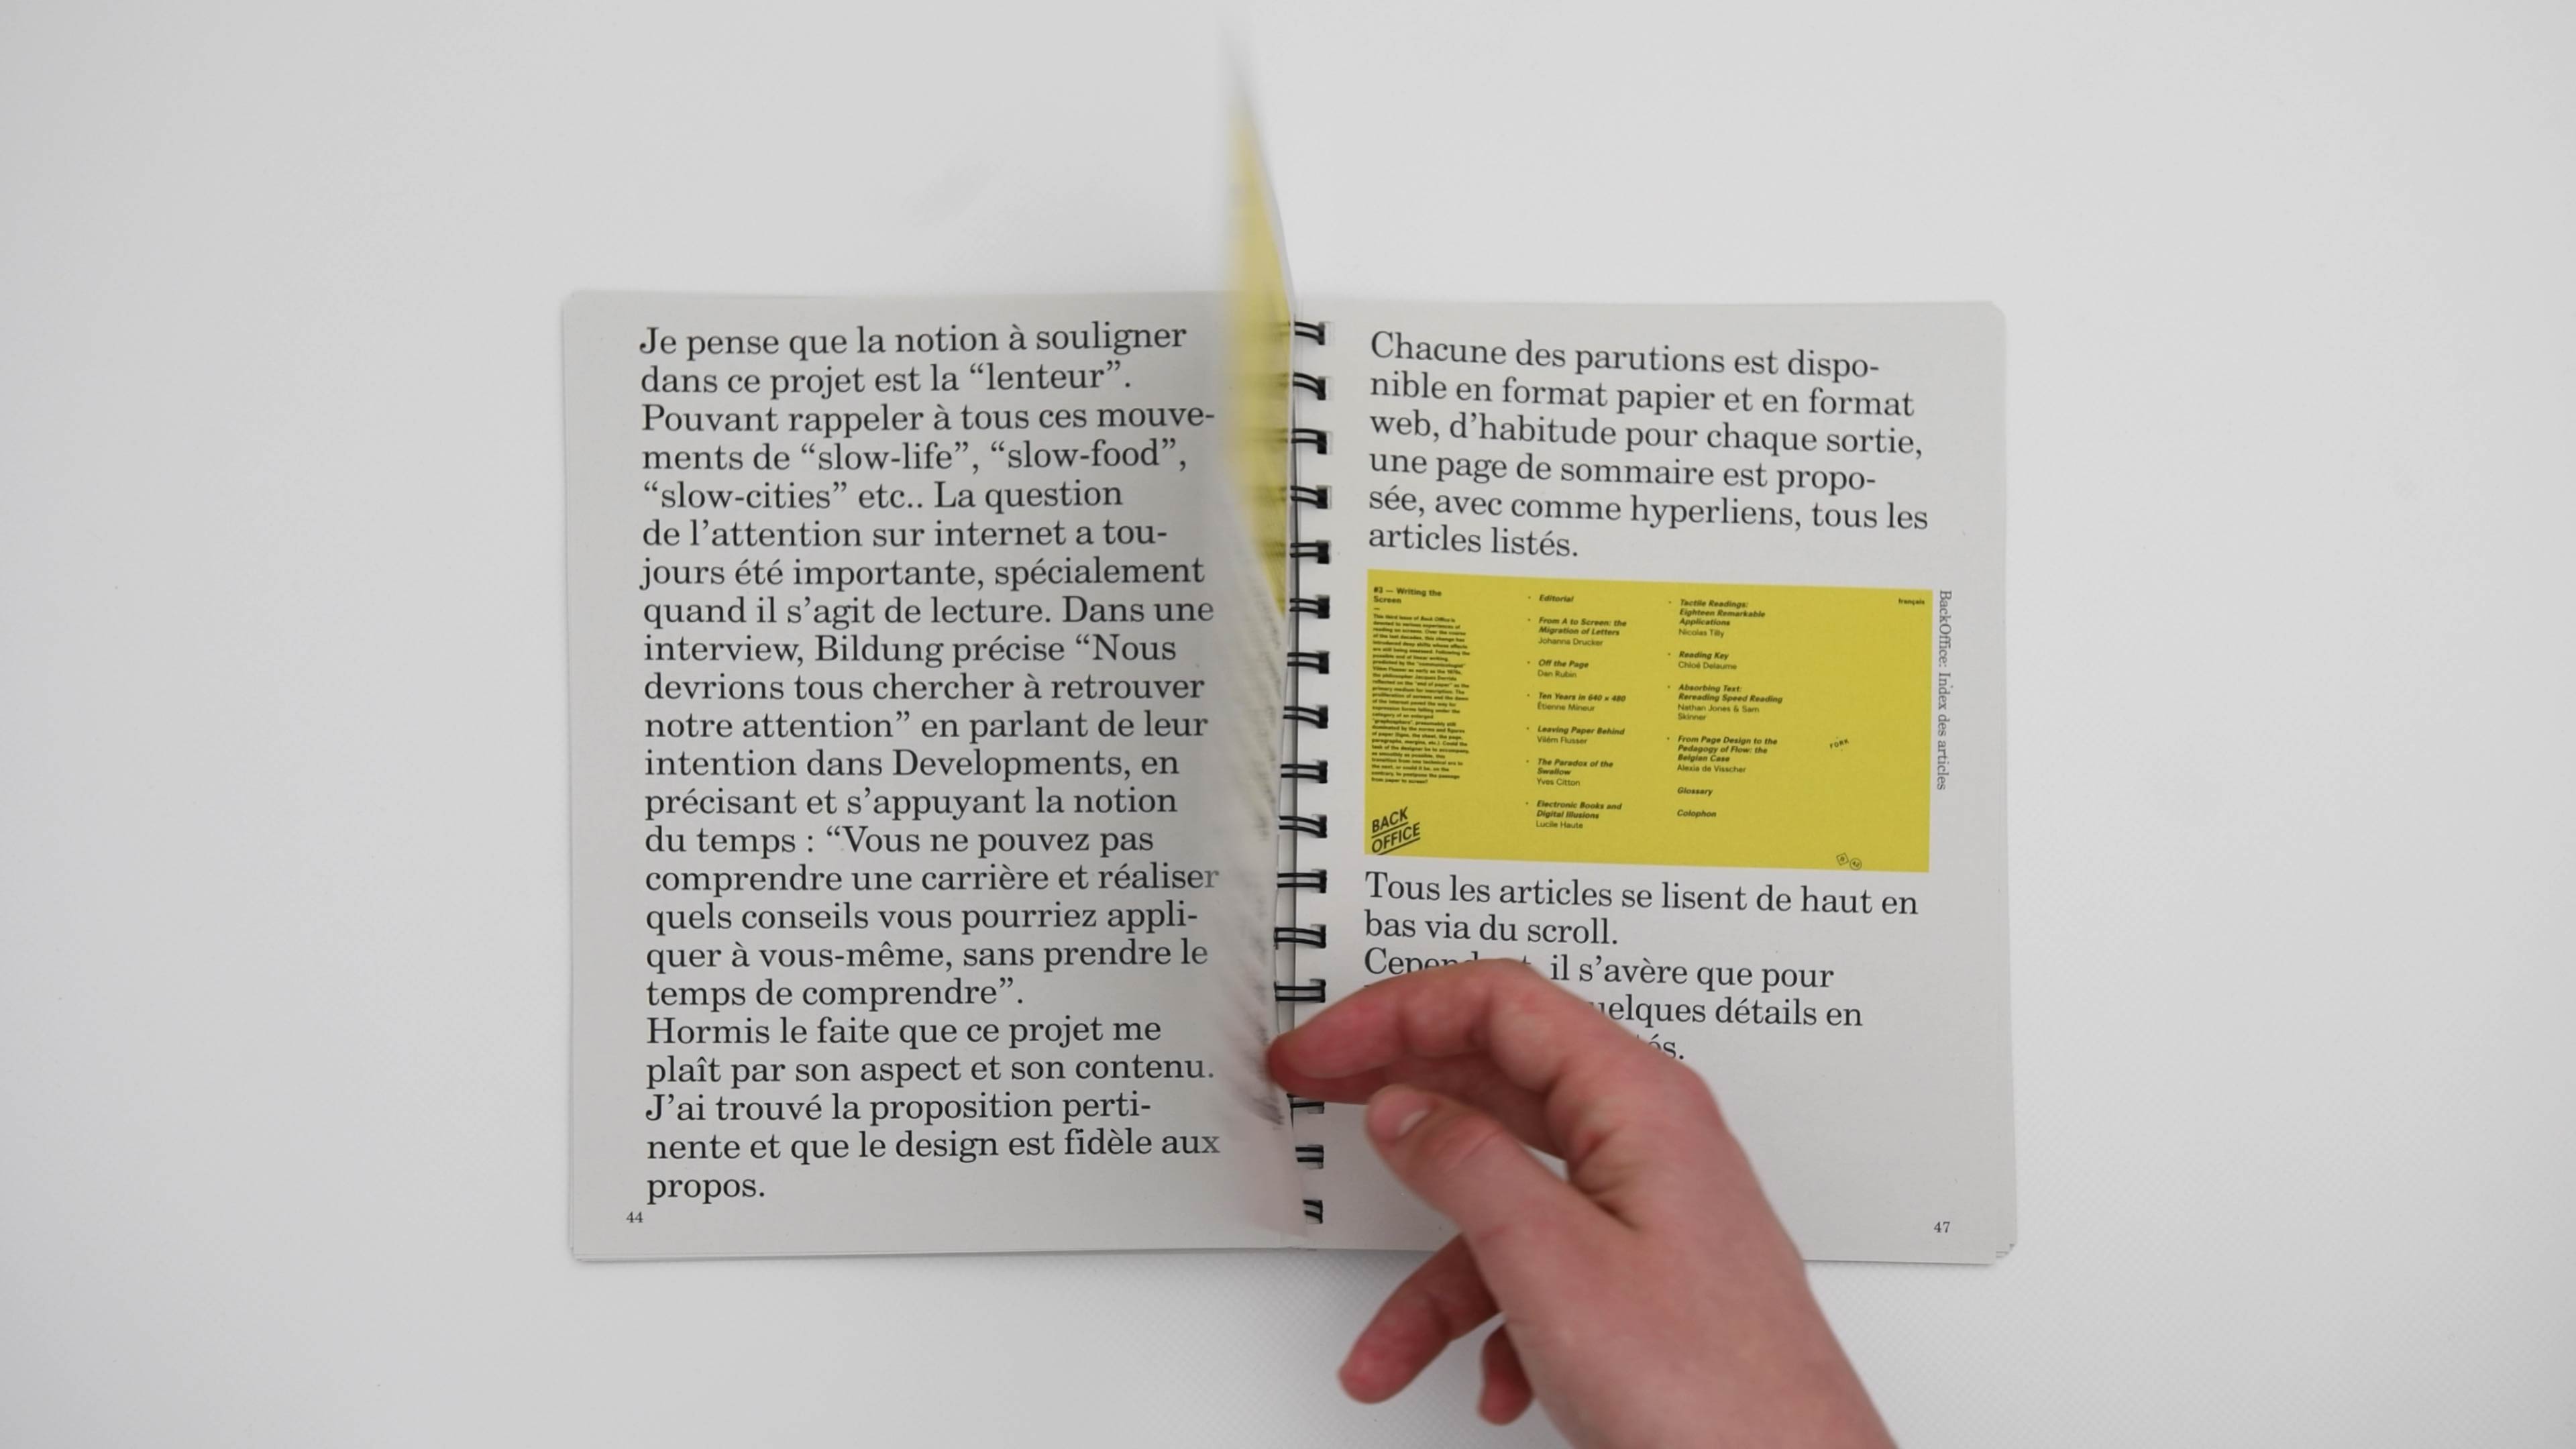 Je pense que la notion à souligner
dans ce projet est la “lenteur”.
Pouvant rappeler à tous ces mouve-
ments de “slow-life”, “slow-food”,
“slow-cities” etc.. La question
de l’attention sur internet a tou-
jours été importante, spécialement
quand il s’agit de lecture. Dans une
interview, Bildung précise “Nous
devrions tous chercher à retrouver
notre attention” en parlant de leur
intention dans Developments, en
précisant et s’appuyant la notion
du temps : “Vous ne pouvez pas
comprendre une carrière et réaliser
quels conseils vous pourriez appli-
quer à vous-même, sans prendre le
temps de comprendre”.
Hormis le faite que ce projet me
plaît par son aspect et son contenu.
J’ai trouvé la proposition perti-
nente et que le design est fidèle aux
propos.
44
Chacune des parutions est dispo-
nible en format papier et en format
web, d’habitude pour chaque sortie,
une page de sommaire est propo-
sée, avec comme hyperliens, tous les
articles listés.
#3 — Writing the
Screen
Editorial
From A to Screen: the
Migration of Letters
Johanna Drucker
Off the Page
Dan Rubin
Ten Years in 640 × 480
Étienne Mineur
Leaving Paper Behind
Vilém Flusser
The Paradox of the
Swallow
Yves Citton
Electronic Books and
Digital Illusions
Lucile Haute
Tactile Readings:
Eighteen Remarkable
Applications
Nicolas Tilly
Reading Key
Chloé Delaume
Absorbing Text:
Rereading Speed Reading
Nathan Jones & Sam
Skinner
From Page Design to the
Pedagogy of Flow: the
Belgian Case
Alexia de Visscher
Glossary
Colophon
français
BACK
OFFICE
BackOffice: Index des articles
Tous les articles se lisent de haut en
bas via du scroll.
il s’avère que pour
détails en
47